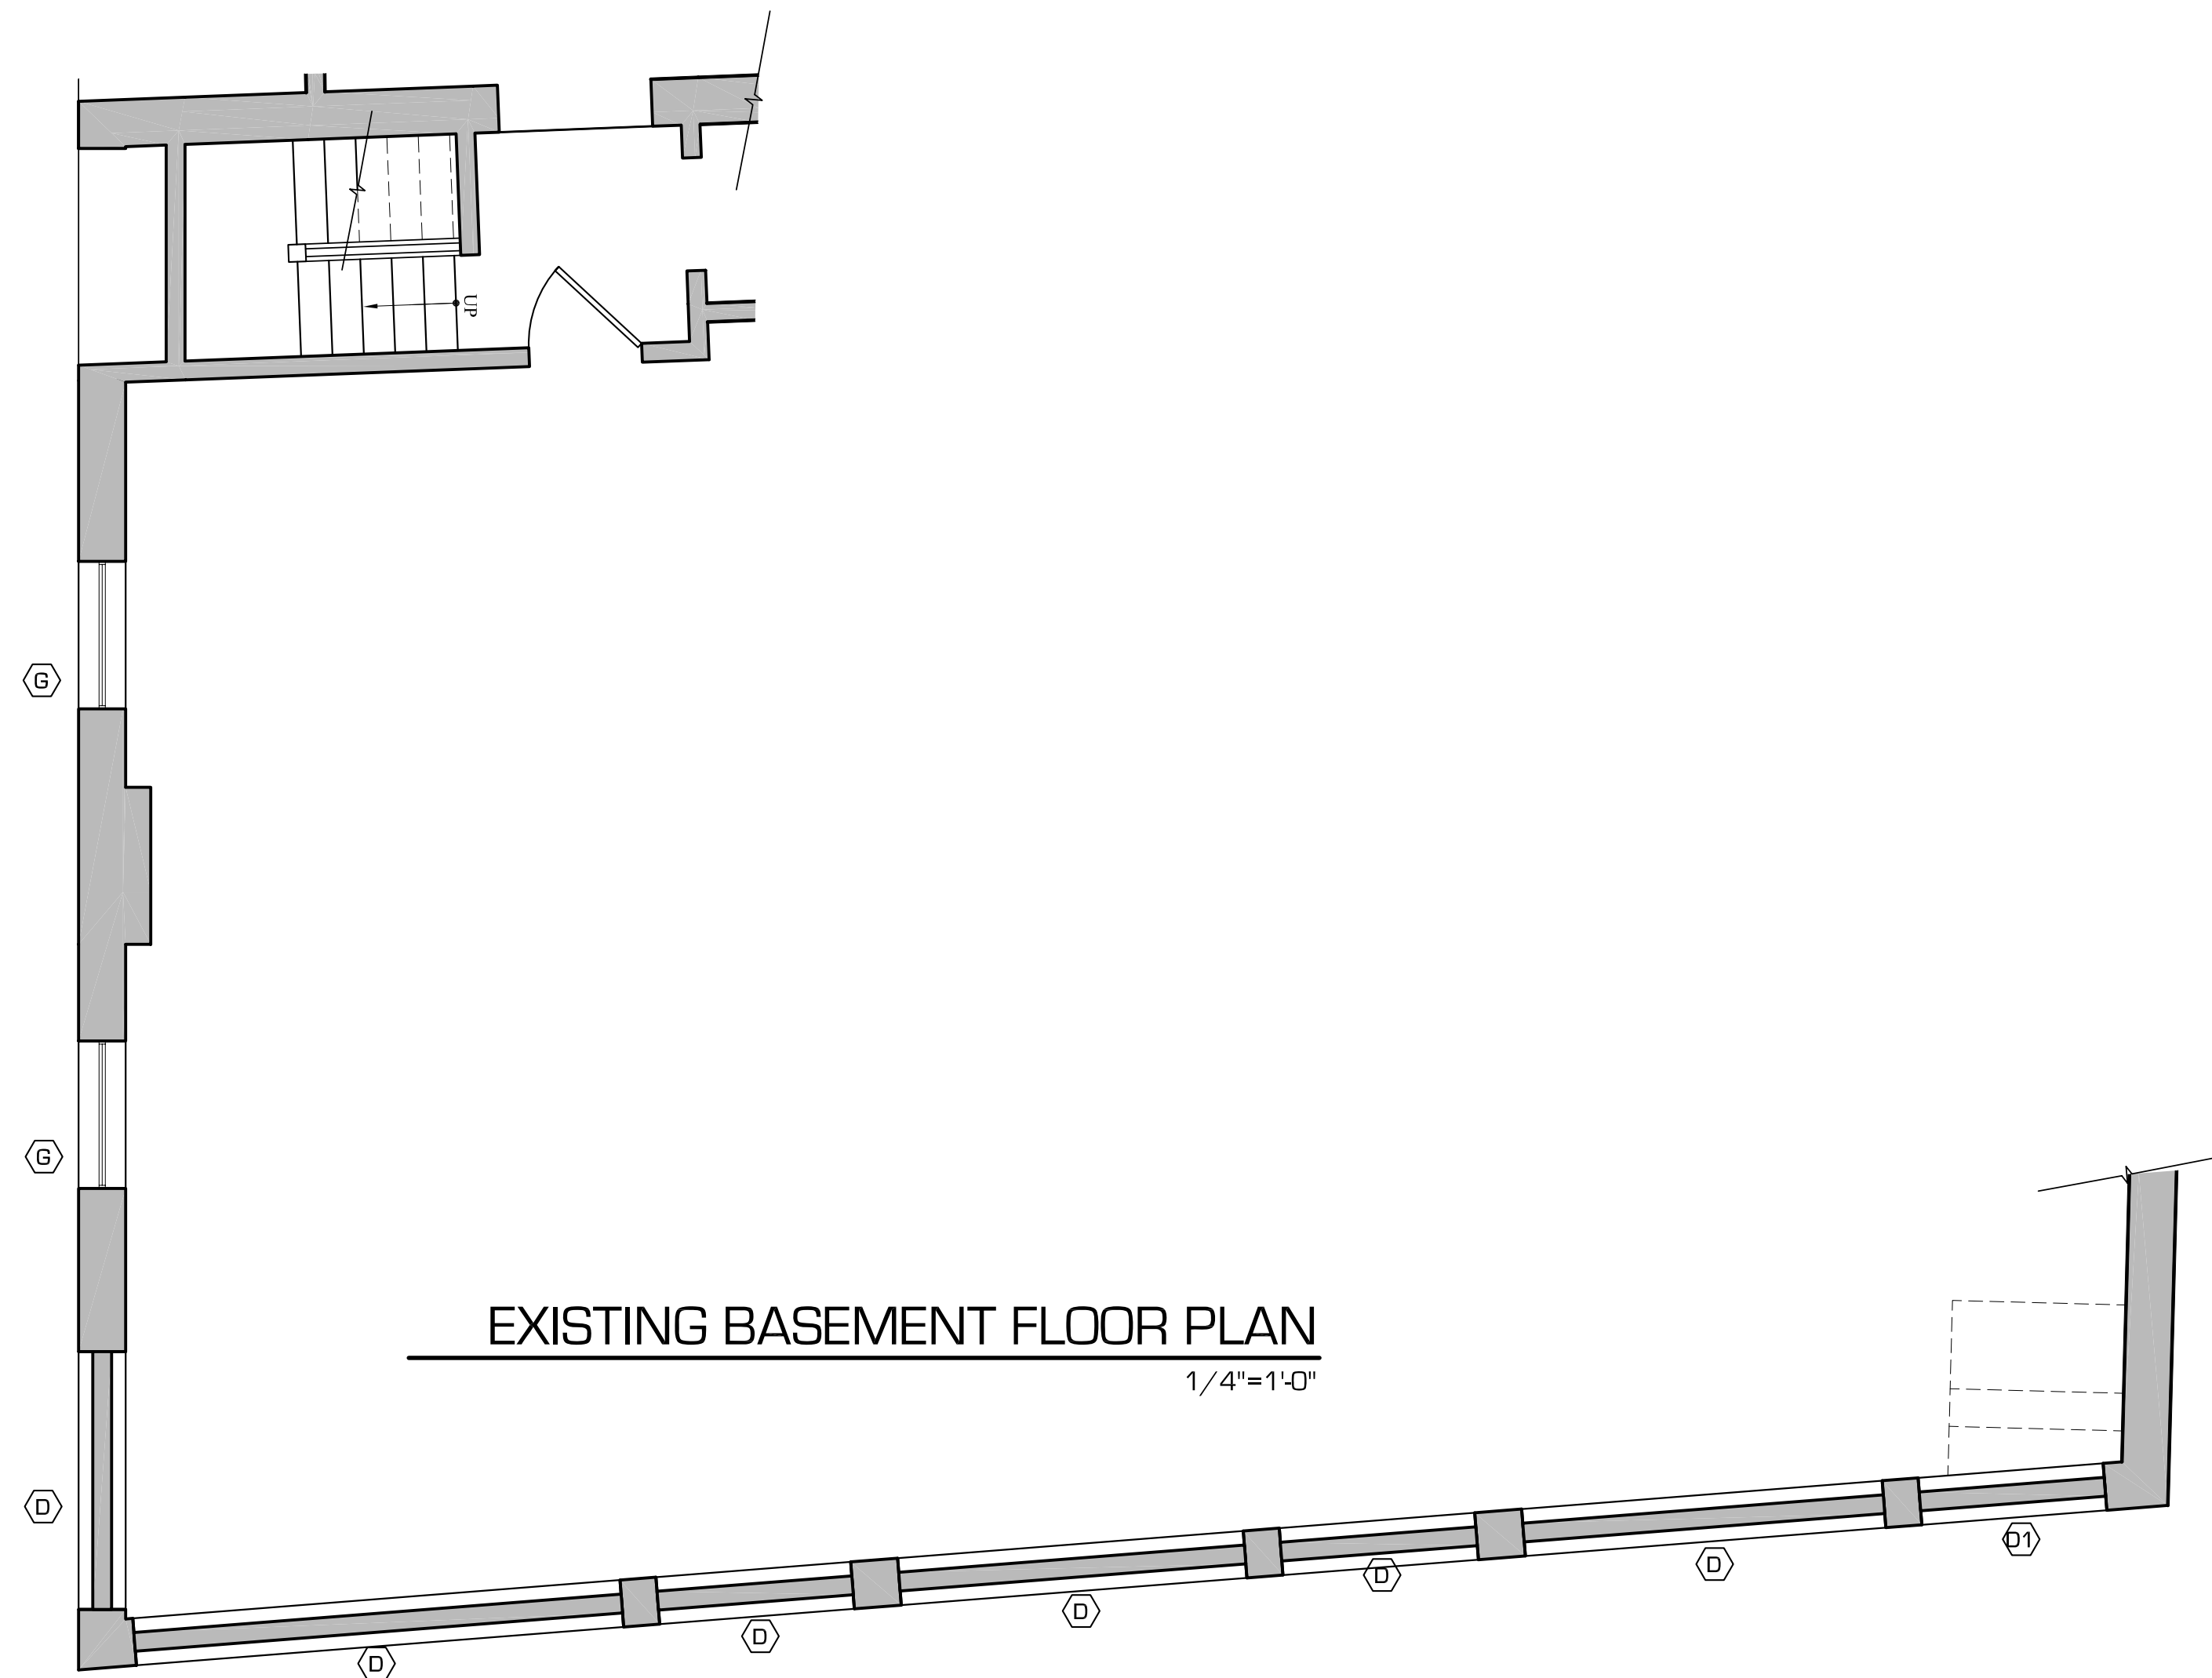 UP
G
G
EXISTING BASEMENT FLOOR PLAN
1/4"=1'-0"
D
D1
D
D
D
D
D